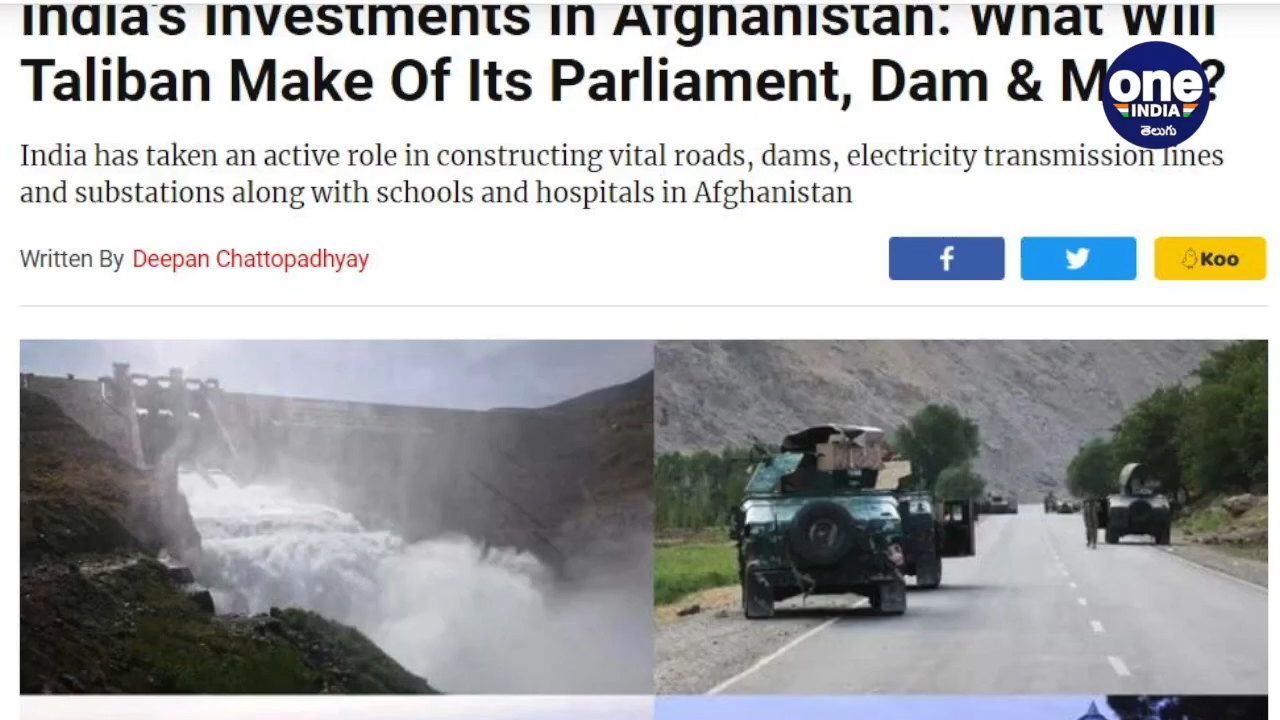 India's Investments In Afghanistan: What Will
Taliban Make Of Its Parliament, Dam & M ?
one
INDIA
తెలుగు
India has taken an active role in constructing vital roads, dams, electricity transmission lines
and substations along with schools and hospitals in Afghanistan
Written By Deepan Chattopadhyay
f
Koo